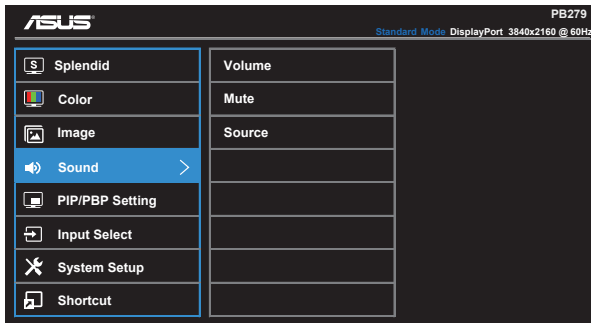 ASUS
PB279
Standard Mode DisplayPort 3840x2160 @ 60Hz
S Splendid
Color
Image
Sound
PIP/PBP Setting
Input Select
System Setup
Shortcut
Volume
Mute
Source